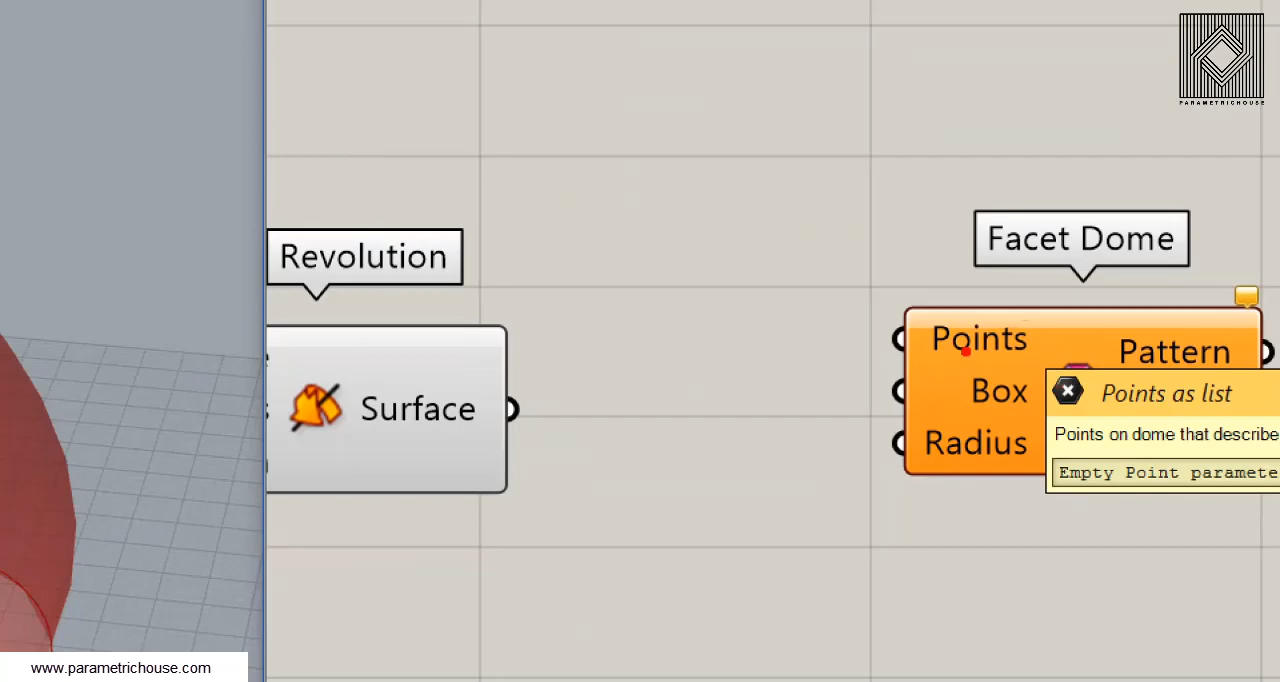 PARAMETRICHOUSE
Facet Dome
Revolution
Points
Pattern
Box
Radius
Surface
Points as list
Points on dome that describe
Empty Point paramete
www.parametrichouse.com